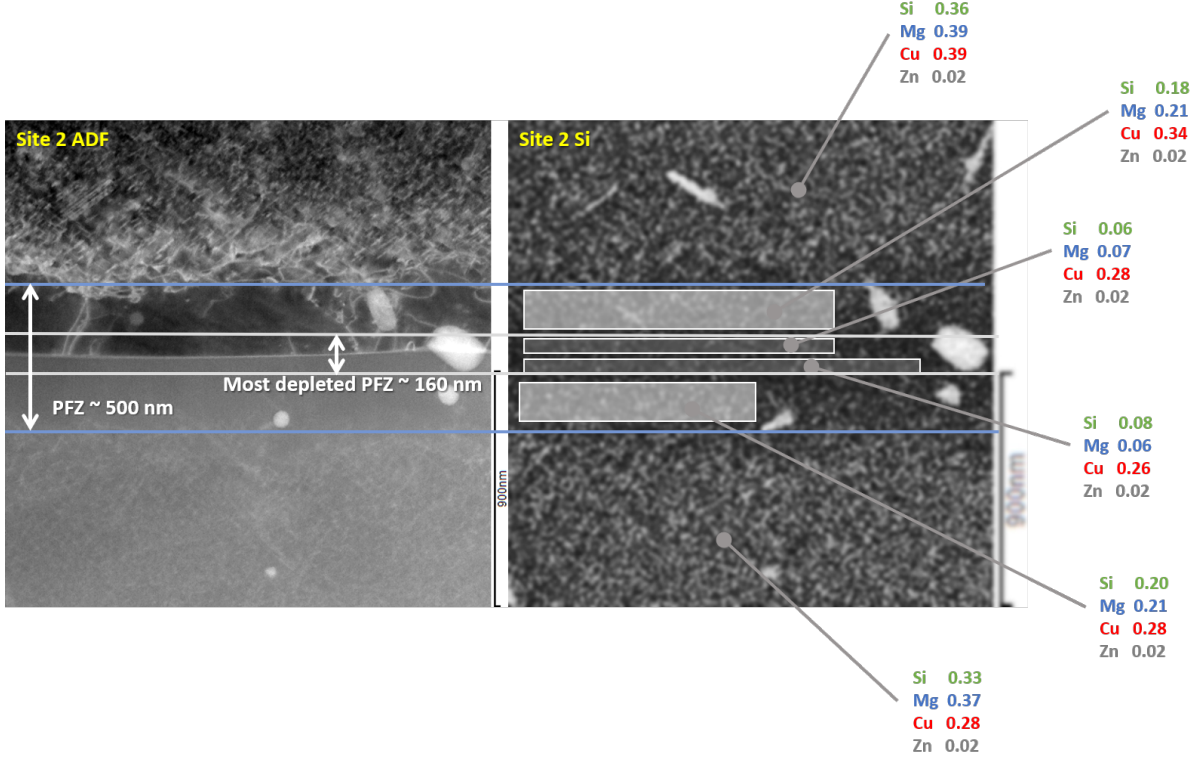 Si 0.36
Mg 0.39
Cu 0.39
Zn 0.02
Si 0.18
Mg 0.21
Cu 0.34
Zn 0.02
Site 2 ADF
Site 2 Si
Si 0.06
Mg 0.07
Cu 0.28
Zn 0.02
Most depleted PFZ ~ 160 nm
PFZ ~ 500 nm
900nm
900nm
Si 0.08
Mg 0.06
Cu 0.26
Zn 0.02
Si 0.20
Mg 0.21
Cu 0.28
Zn 0.02
Si 0.33
Mg 0.37
Cu 0.28
Zn 0.02